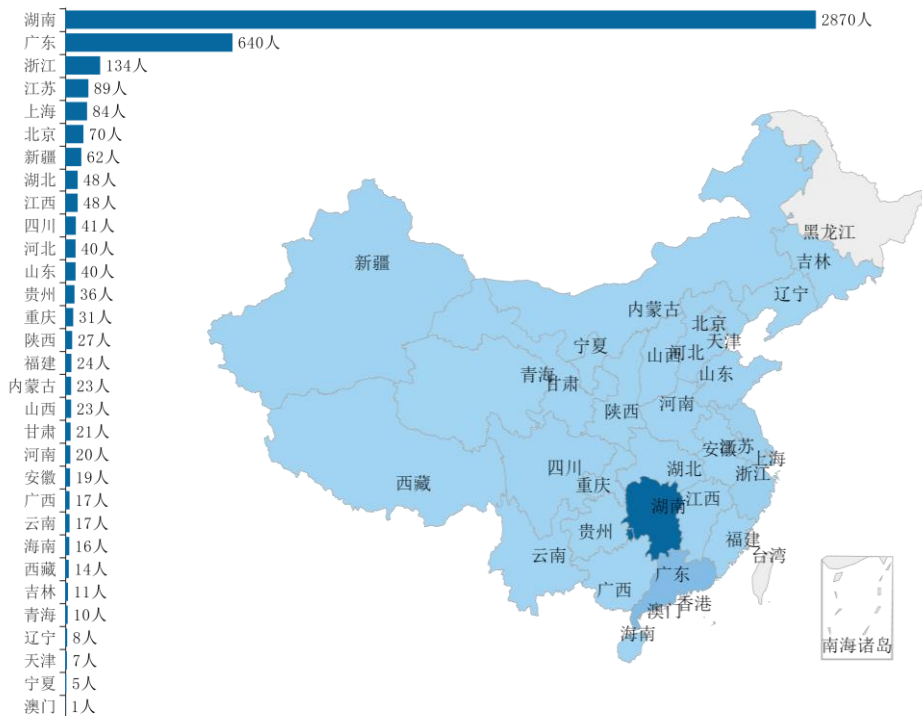 湖南 2870人
广东 640人
浙江 134人
江苏 89人
上海 84人
北京 70人
新疆 62人
湖北 48人
江西 48人
四川 41人
河北 40人
山东 40人
贵州 36人
重庆 31人
陕西 27人
福建 24人
内蒙古 23人
山西 23人
甘肃 21人
河南 20人
安徽 19人
广西 17人
云南 17人
海南 16人
西藏 14人
吉林 11人
青海 10人
辽宁 8人
天津 7人
宁夏 5人
澳门 1人
黑龙江
吉林
新疆
辽宁
内蒙古
北京
天津
宁夏
山西
河北
青海
甘肃
山东
陕西
河南
安徽
江苏
上海
四川
湖北
浙江
西藏
重庆
湖南
江西
贵州
福建
云南
台湾
广东
广西
香港
澳门
海南
南海诸岛